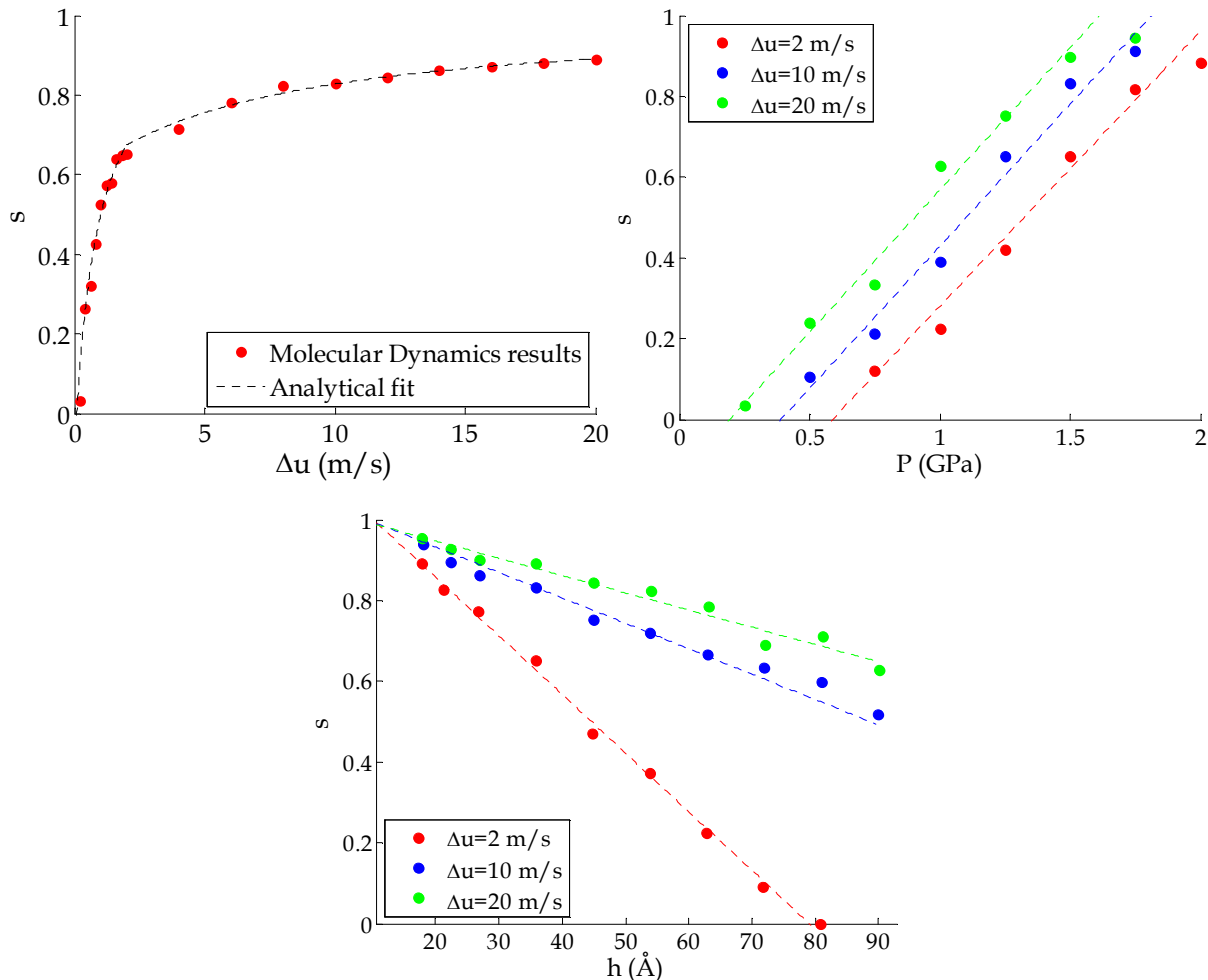 1
0.8
0.6
0.4
0.2
0
s
Molecular Dynamics results
Analytical fit
0 5 10 15 20
Δu (m/s)
1
0.8
0.6
0.4
0.2
0
s
Δu=2 m/s
Δu=10 m/s
Δu=20 m/s
0 0.5 1 1.5 2
P (GPa)
1
0.8
0.6
0.4
0.2
0
s
Δu=2 m/s
Δu=10 m/s
Δu=20 m/s
20 30 40 50 60 70 80 90
h (Å)